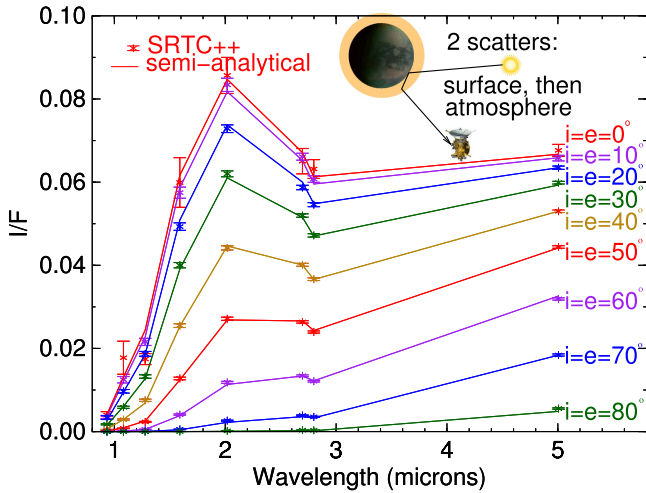 0.10
0.08
0.06
0.04
0.02
0.00
I/F
SRTC++
semi-analytical
2 scatters:
surface, then
atmosphere
i=e=0°
i=e=10°
i=e=20°
i=e=30°
i=e=40°
i=e=50°
i=e=60°
i=e=70°
i=e=80°
1 2 3 4 5
Wavelength (microns)